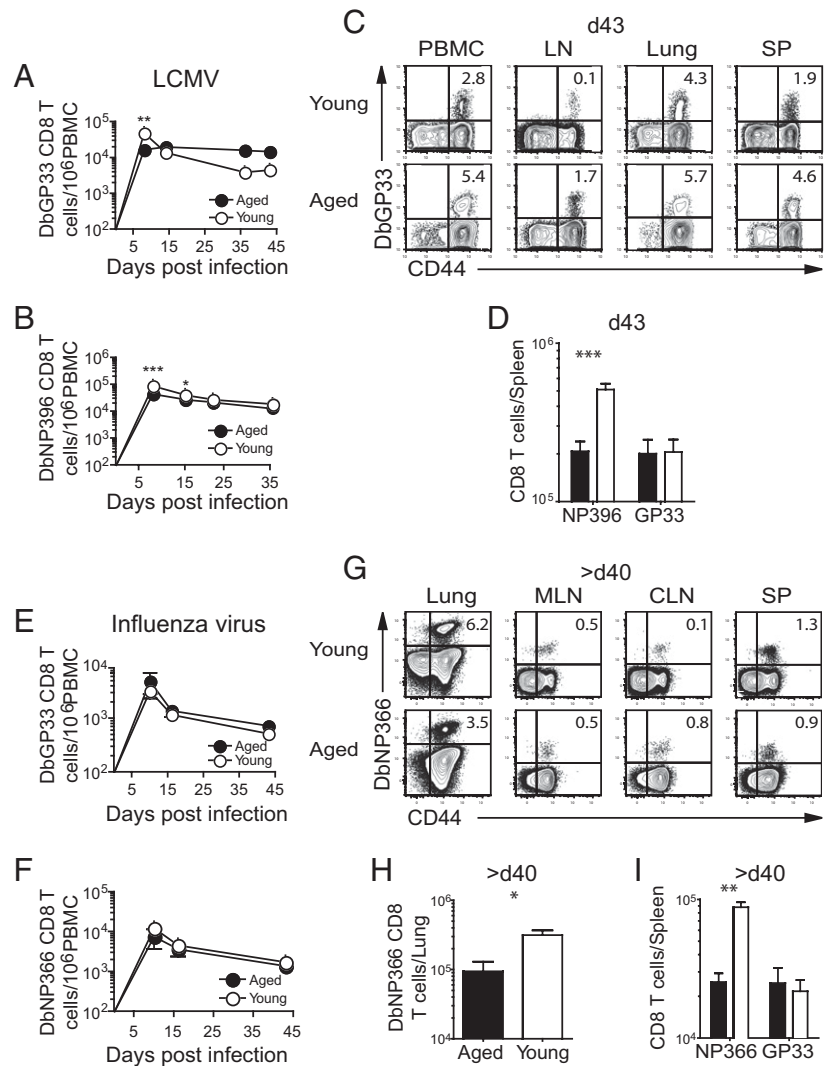 A
LCMV
DbGP33 CD8 T
cells/10⁶PBMC
10⁵
10⁴
10³
10²
**
Aged
Young
5 15 25 35 45
Days post infection
B
DbNP396 CD8 T
cells/10⁶PBMC
10⁶
10⁵
10⁴
10³
10²
*** *
Aged
Young
5 15 25 35
Days post infection
C
d43
PBMC LN Lung SP
Young
2.8 0.1 4.3 1.9
Aged
5.4 1.7 5.7 4.6
DbGP33
CD44
D
d43
CD8 T cells/Spleen
10⁶
10⁵
***
NP396 GP33
E
Influenza virus
DbGP33 CD8 T
cells/10⁶PBMC
10⁴
10³
10²
Aged
Young
5 15 25 35 45
Days post infection
F
DbNP366 CD8 T
cells/10⁶PBMC
10⁵
10⁴
10³
10²
Aged
Young
5 15 25 35 45
Days post infection
G
>d40
Lung MLN CLN SP
Young
6.2 0.5 0.1 1.3
Aged
3.5 0.5 0.8 0.9
DbNP366
CD44
H
>d40
DbNP366 CD8
T cells/Lung
10⁶
10⁵
10⁴
*
Aged Young
I
>d40
CD8 T cells/Spleen
10⁵
10⁴
**
NP366 GP33